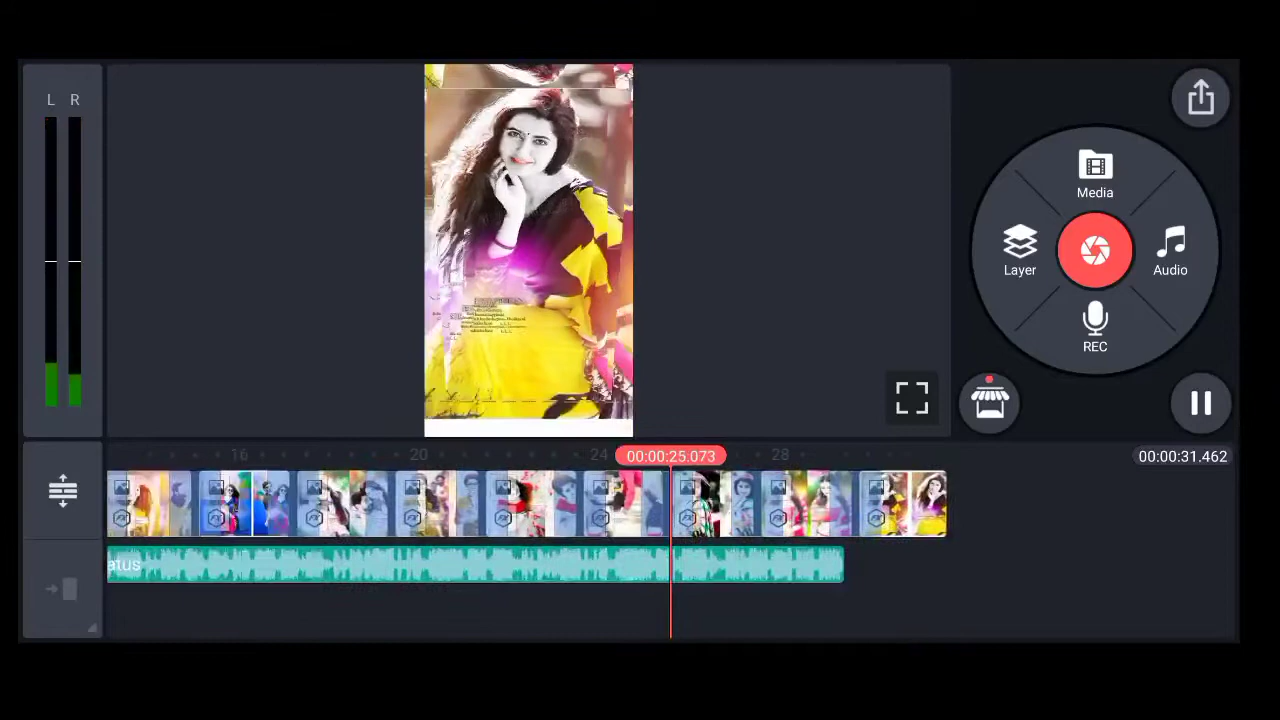 L R
Media
Layer
Audio
REC
16
20
24
00:00:25.073
28
00:00:31.462
atus